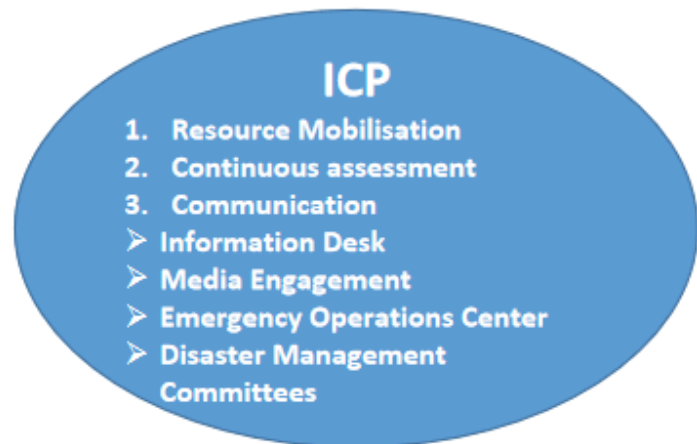 ICP
1. Resource Mobilisation
2. Continuous assessment
3. Communication
➢ Information Desk
➢ Media Engagement
➢ Emergency Operations Center
➢ Disaster Management
Committees